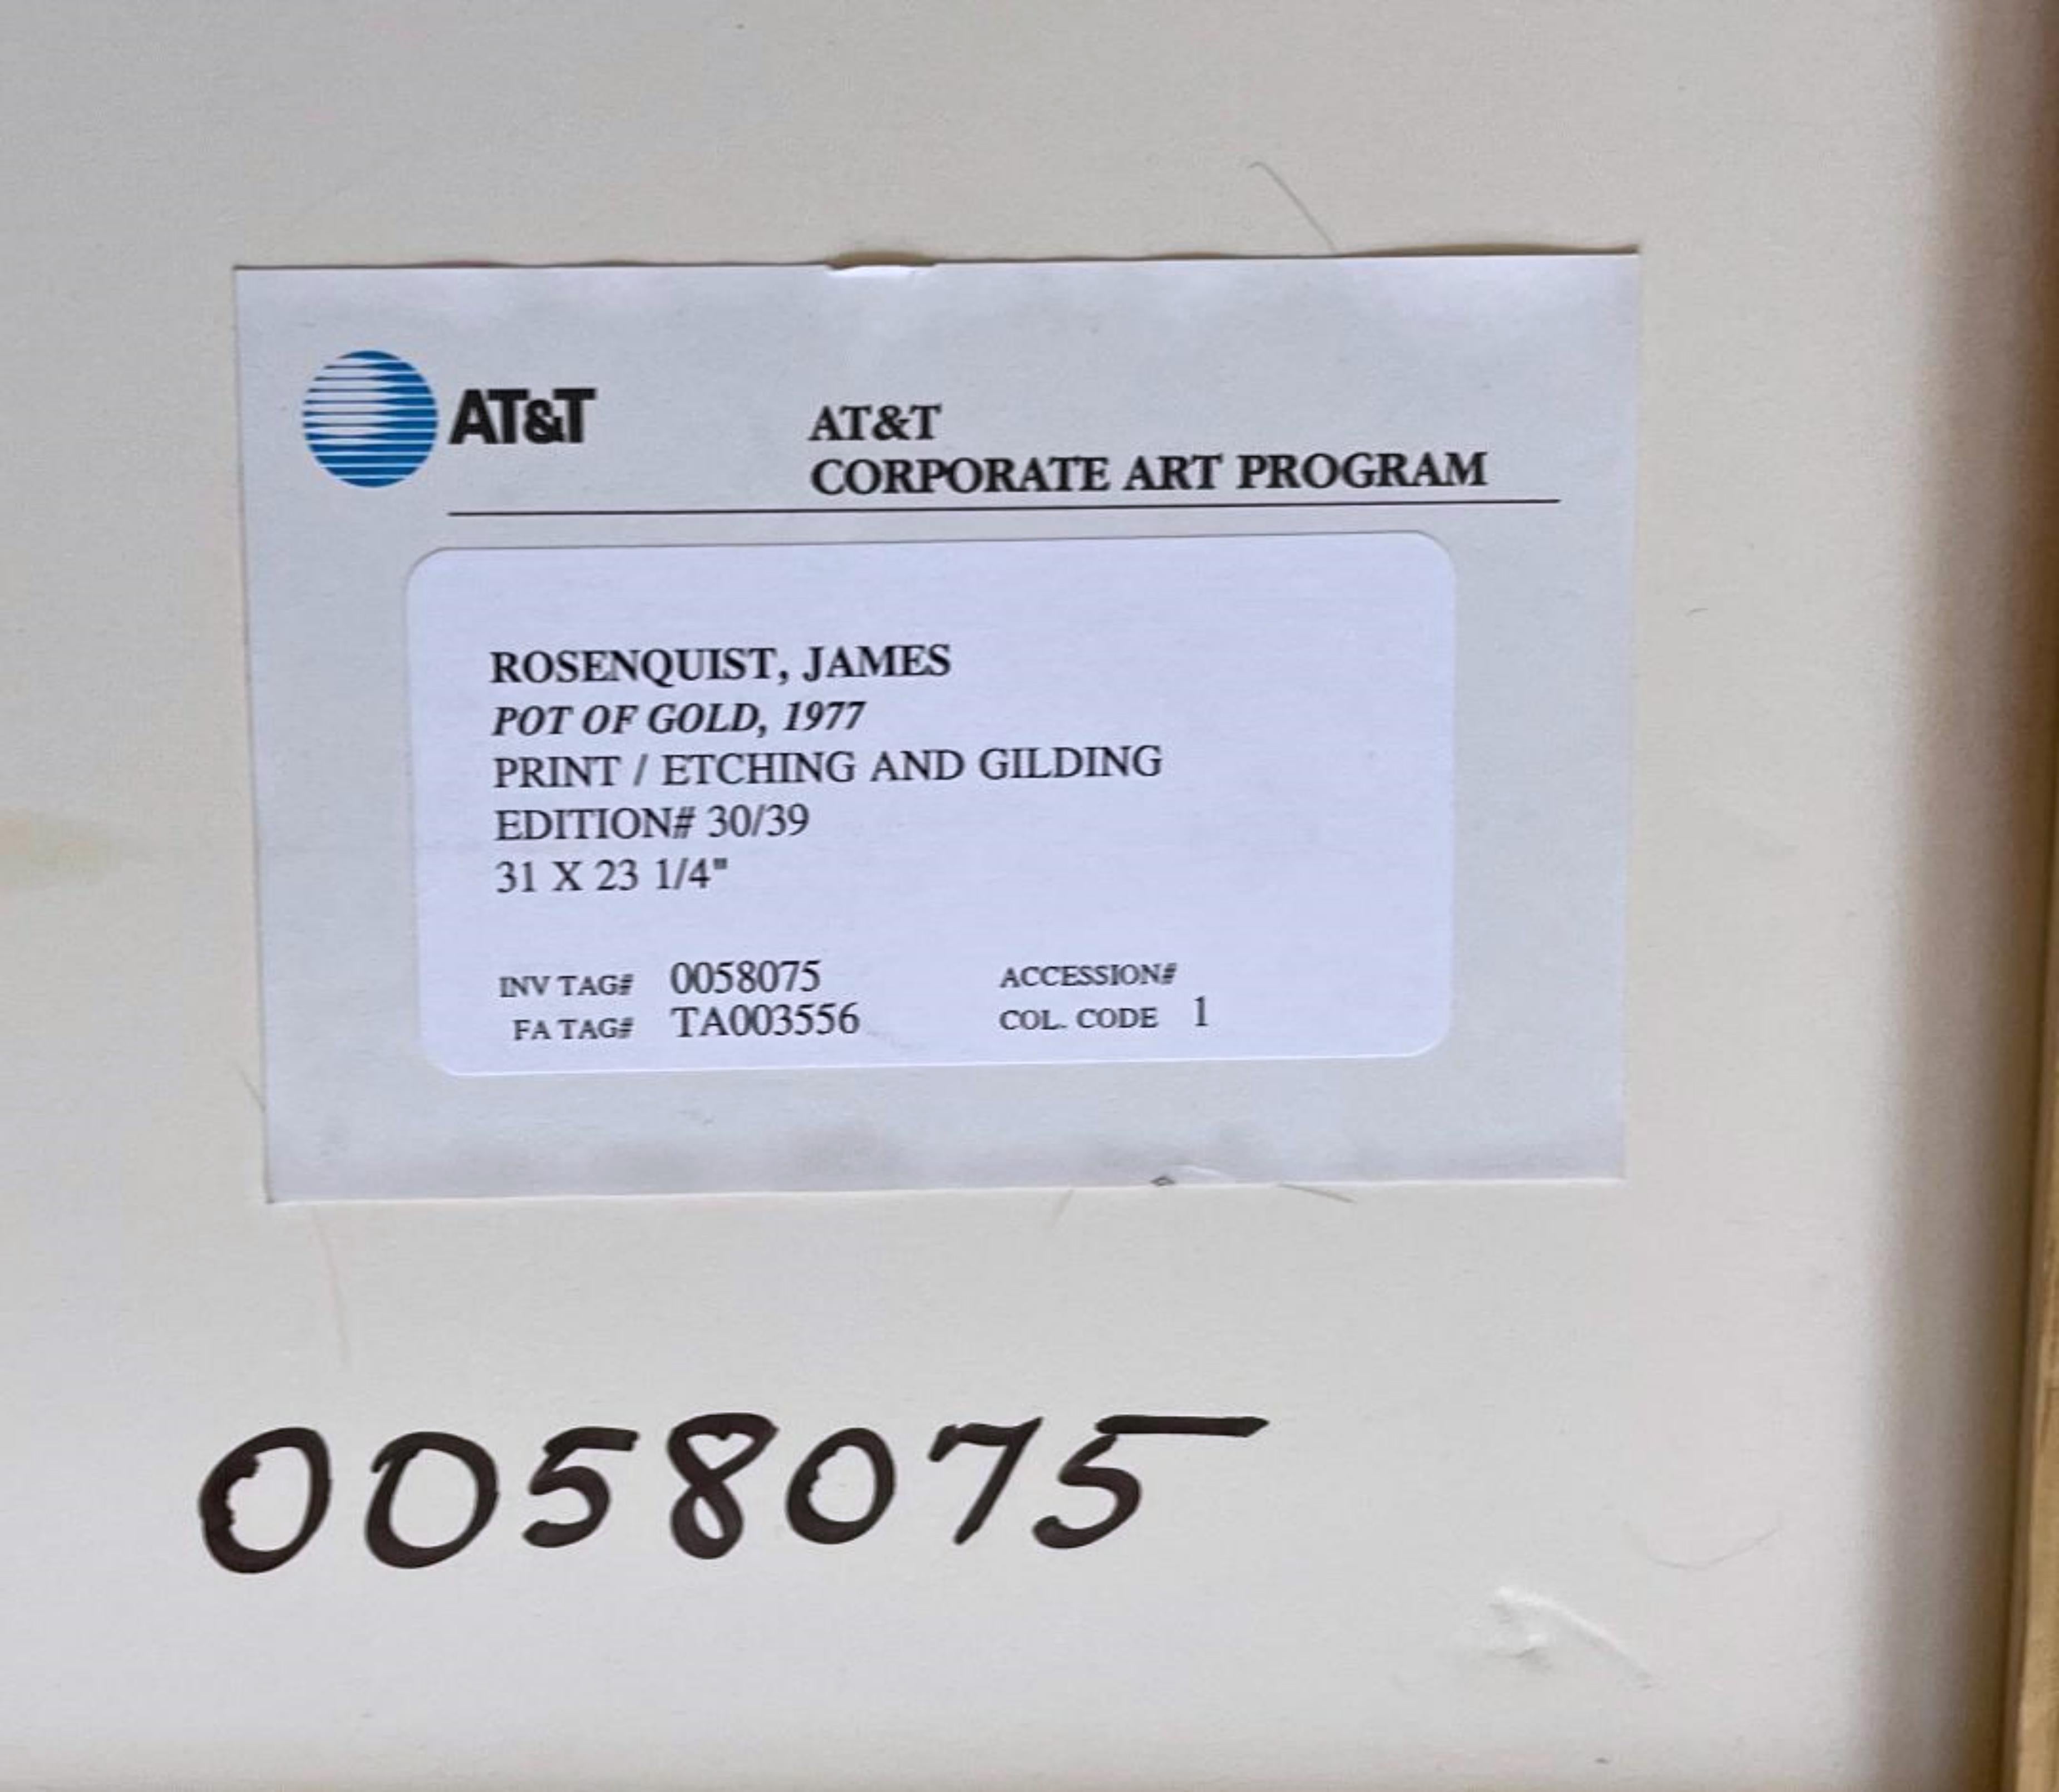 AT&T
AT&T
CORPORATE ART PROGRAM
ROSENQUIST, JAMES
POT OF GOLD, 1977
PRINT / ETCHING AND GILDING
EDITION# 30/39
31 X 23 1/4"
INV TAG# 0058075 ACCESSION#
FA TAG# TA003556 COL. CODE 1
0058075